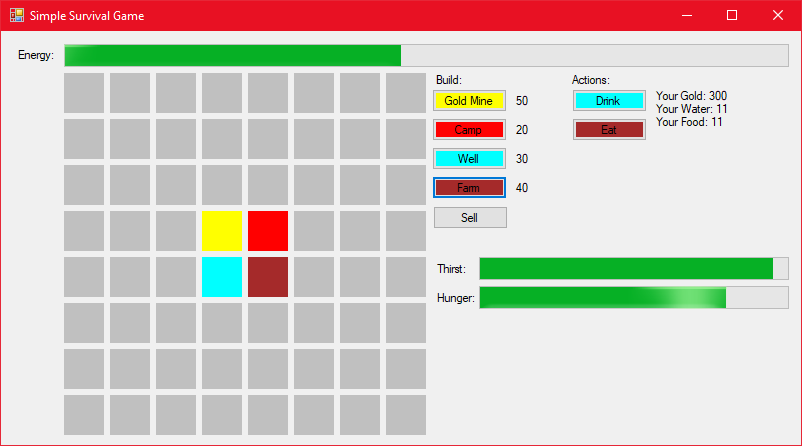 Simple Survival Game
Energy:
Build:
Actions:
Gold Mine 50
Drink
Your Gold: 300
Your Water: 11
Your Food: 11
Camp 20
Eat
Well 30
Farm 40
Sell
Thirst:
Hunger: